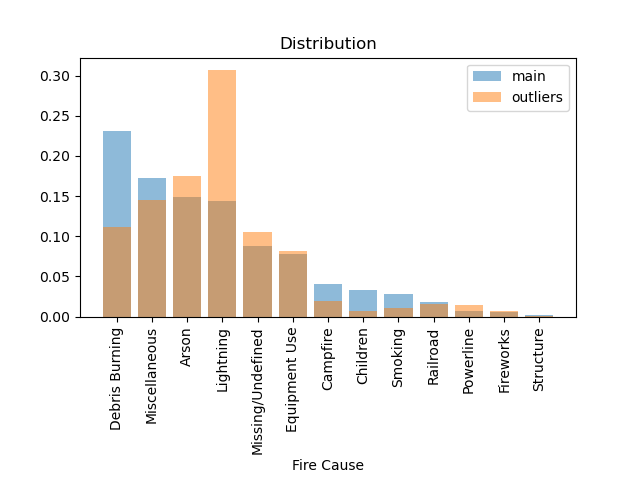 Distribution
main
outliers
0.30
0.25
0.20
0.15
0.10
0.05
0.00
Debris Burning
Miscellaneous
Arson
Lightning
Missing/Undefined
Equipment Use
Campfire
Children
Smoking
Railroad
Powerline
Fireworks
Structure
Fire Cause